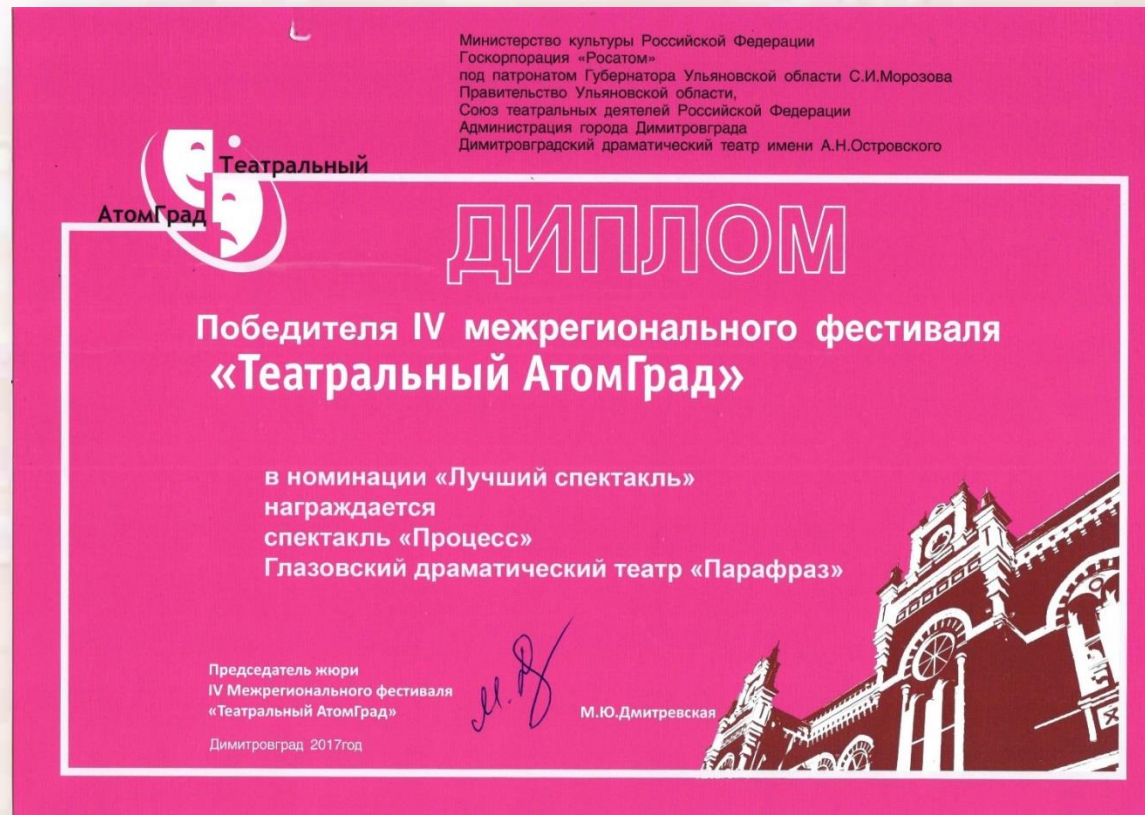 Министерство культуры Российской Федерации
Госкорпорация «Росатом»
под патронатом Губернатора Ульяновской области С.И.Морозова
Правительство Ульяновской области,
Союз театральных деятелей Российской Федерации
Администрация города Димитровграда
Димитровградский драматический театр имени А.Н.Островского
Театральный
АтомГрад
ДИПЛОМ
Победителя IV межрегионального фестиваля
«Театральный АтомГрад»
в номинации «Лучший спектакль»
награждается
спектакль «Процесс»
Глазовский драматический театр «Парафраз»
Председатель жюри
IV Межрегионального фестиваля
«Театральный АтомГрад»
М.Ю.Дмитревская
Димитровград 2017год